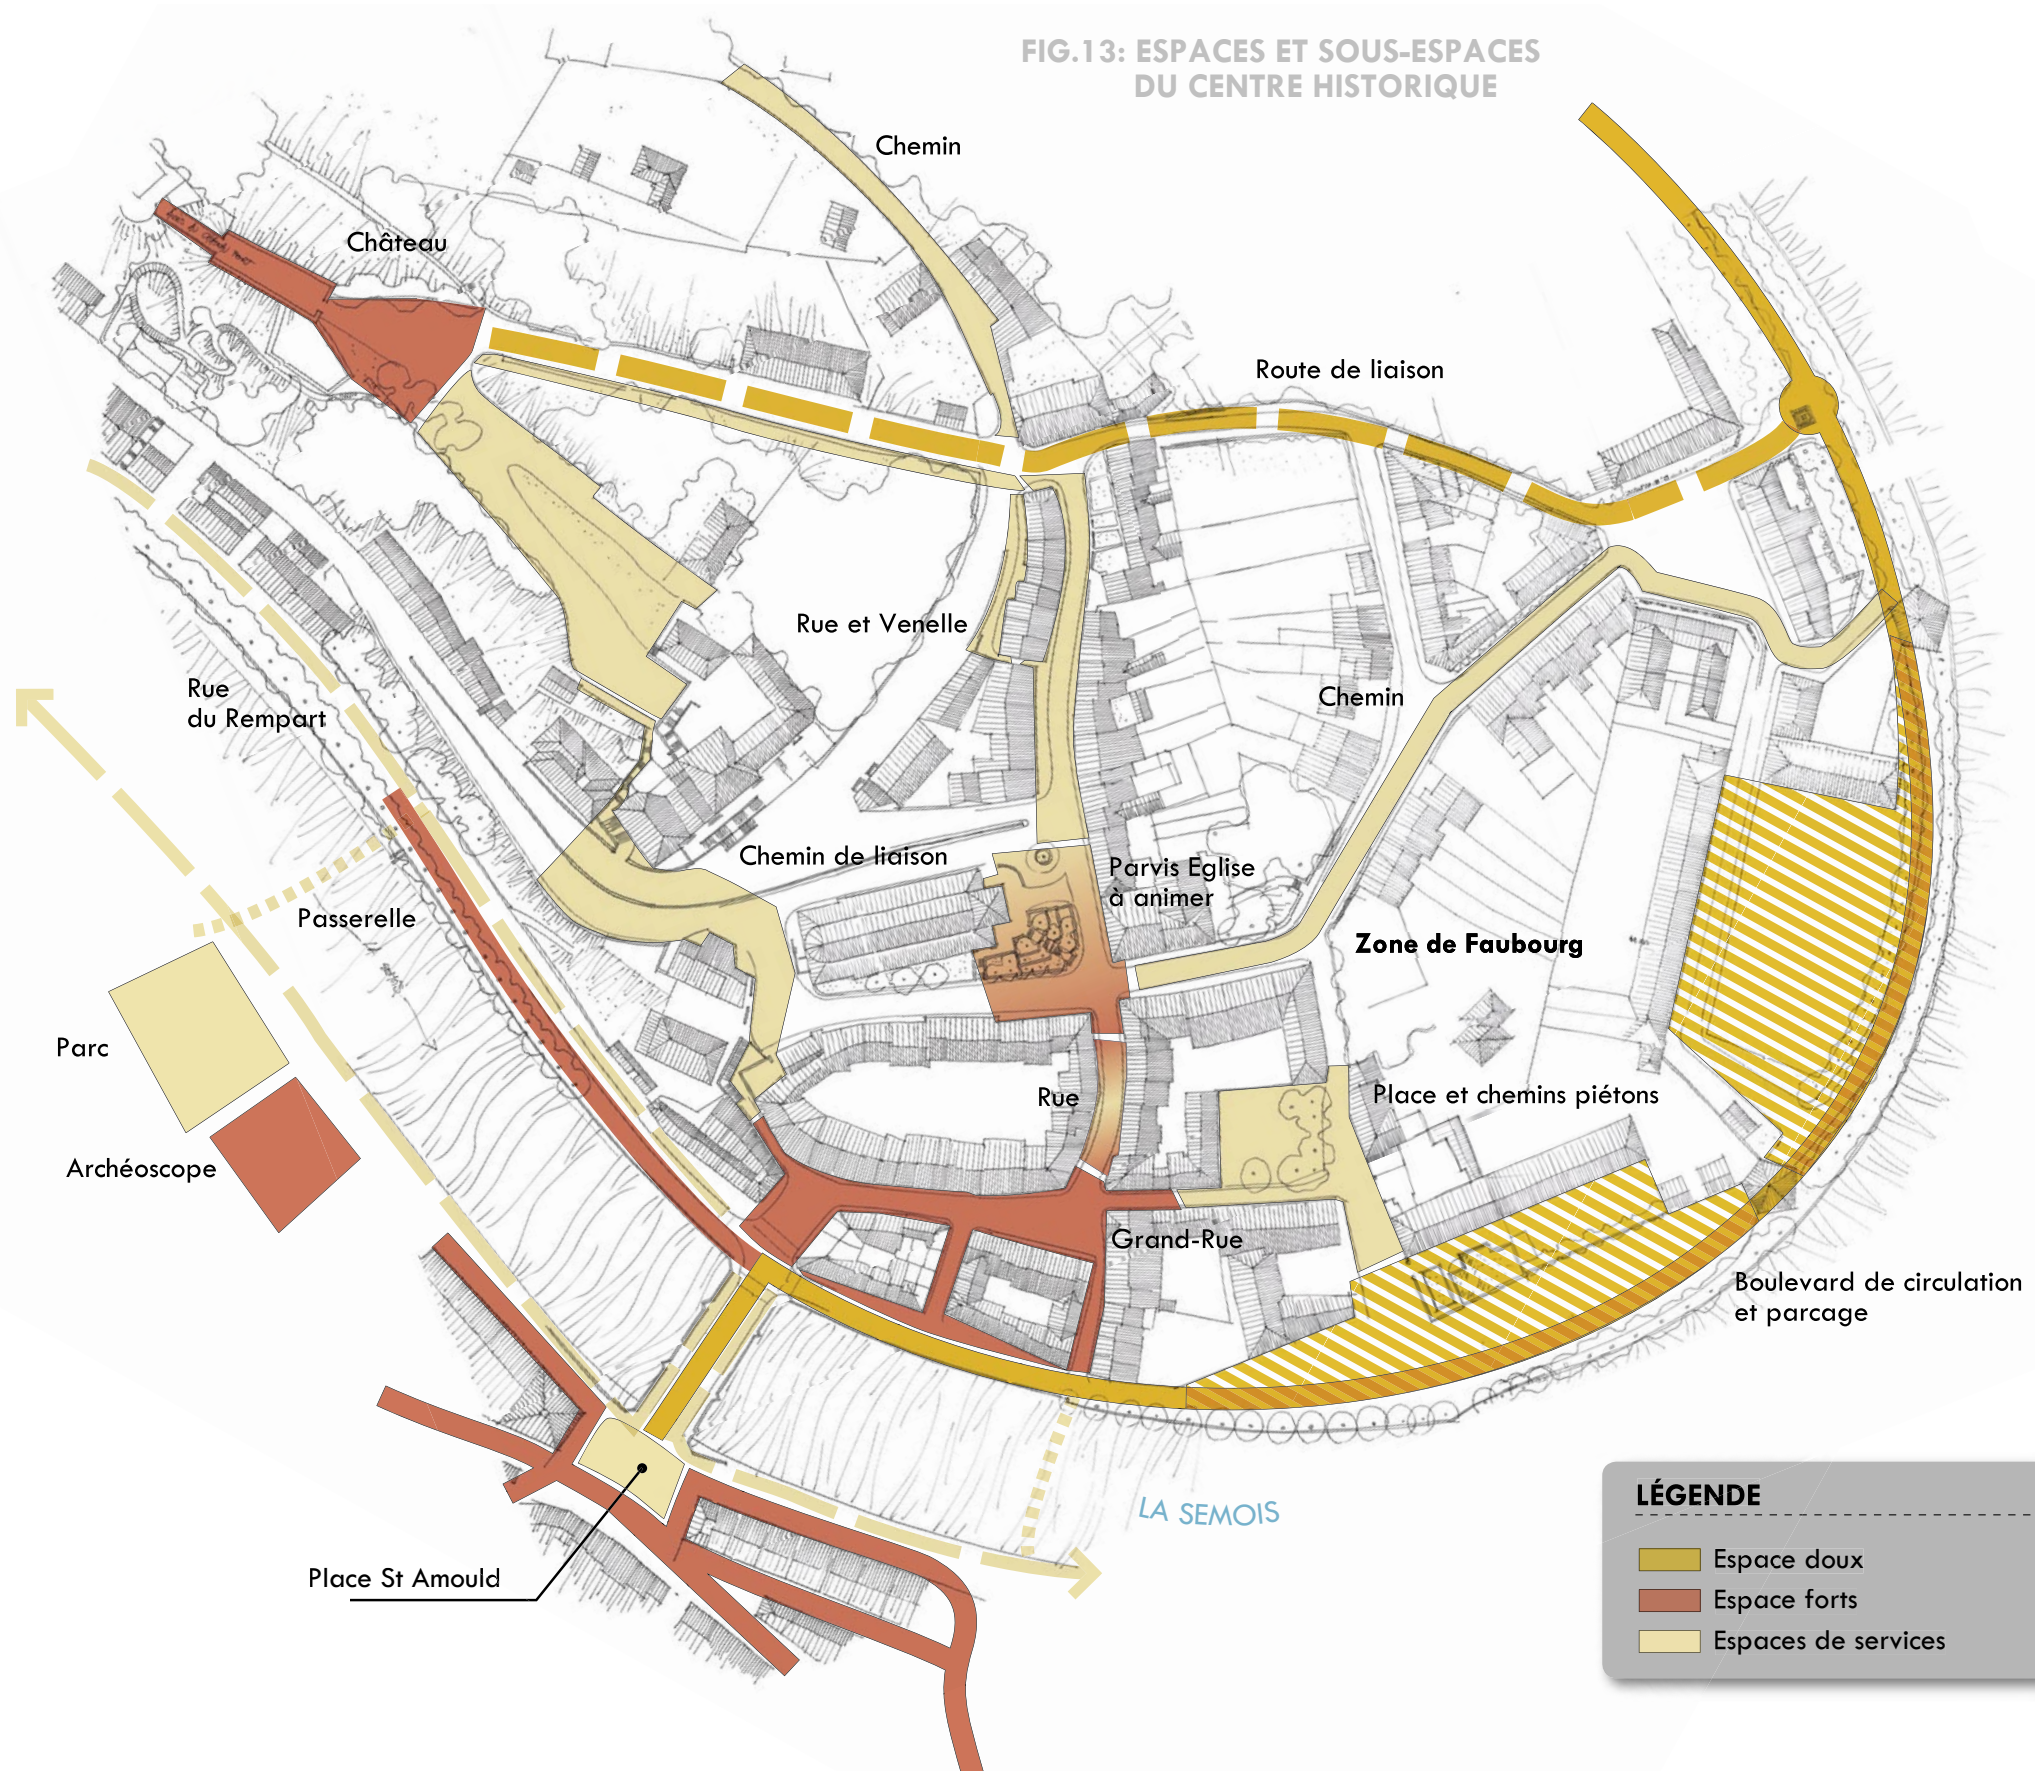 FIG.13: ESPACES ET SOUS-ESPACES
DU CENTRE HISTORIQUE
Chemin
Château
Route de liaison
Rue et Venelle
Rue
du Rempart
Chemin
Chemin de liaison
Parvis Eglise
à animer
Passerelle
Zone de Faubourg
Parc
Rue
Place et chemins piétons
Archéoscope
Grand-Rue
Boulevard de circulation
et parcage
LA SEMOIS
Place St Amould
LÉGENDE
Espace doux
Espace forts
Espaces de services